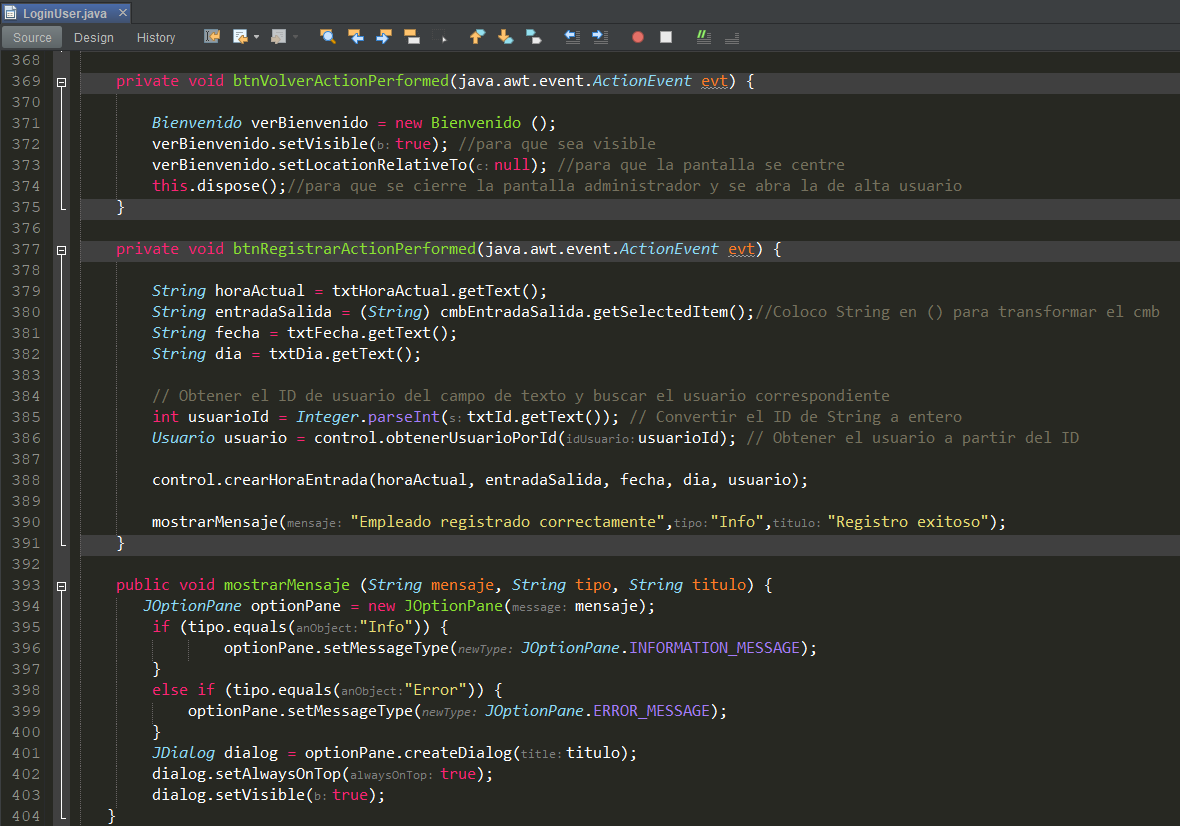 LoginUser.java ×
Source Design History
368
369 private void btnVolverActionPerformed(java.awt.event.ActionEvent evt) {
370
371 Bienvenido verBienvenido = new Bienvenido ();
372 verBienvenido.setVisible(b: true); //para que sea visible
373 verBienvenido.setLocationRelativeTo(c: null); //para que la pantalla se centre
374 this.dispose();//para que se cierre la pantalla administrador y se abra la de alta usuario
375 }
376
377 private void btnRegistrarActionPerformed(java.awt.event.ActionEvent evt) {
378
379 String horaActual = txtHoraActual.getText();
380 String entradaSalida = (String) cmbEntradaSalida.getSelectedItem();//Coloco String en () para transformar el cmb
381 String fecha = txtFecha.getText();
382 String dia = txtDia.getText();
383
384 // Obtener el ID de usuario del campo de texto y buscar el usuario correspondiente
385 int usuarioId = Integer.parseInt(s: txtId.getText()); // Convertir el ID de String a entero
386 Usuario usuario = control.obtenerUsuarioPorId(idUsuario: usuarioId); // Obtener el usuario a partir del ID
387
388 control.crearHoraEntrada(horaActual, entradaSalida, fecha, dia, usuario);
389
390 mostrarMensaje(mensaje: "Empleado registrado correctamente",tipo: "Info",titulo: "Registro exitoso");
391 }
392
393 public void mostrarMensaje (String mensaje, String tipo, String titulo) {
394 JOptionPane optionPane = new JOptionPane(message: mensaje);
395 if (tipo.equals(anObject: "Info")) {
396 optionPane.setMessageType(newType: JOptionPane.INFORMATION_MESSAGE);
397 }
398 else if (tipo.equals(anObject: "Error")) {
399 optionPane.setMessageType(newType: JOptionPane.ERROR_MESSAGE);
400 }
401 JDialog dialog = optionPane.createDialog(title: titulo);
402 dialog.setAlwaysOnTop(alwaysOnTop: true);
403 dialog.setVisible(b: true);
404 }